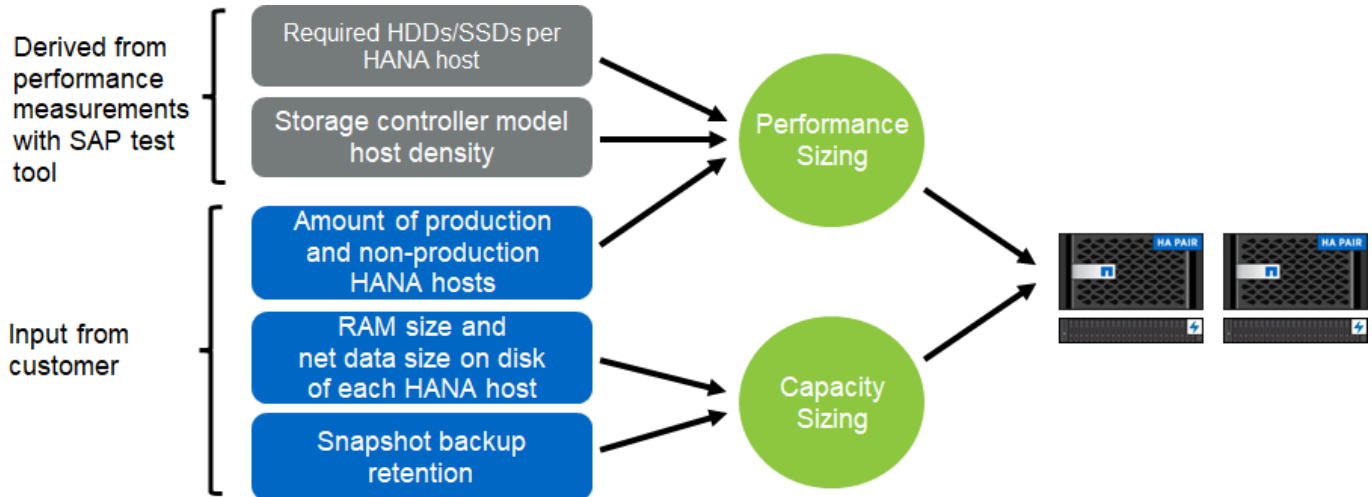 Derived from
performance
measurements
with SAP test
tool
Required HDDs/SSDs per
HANA host
Storage controller model
host density
Performance
Sizing
Input from
customer
Amount of production
and non-production
HANA hosts
RAM size and
net data size on disk
of each HANA host
Snapshot backup
retention
Capacity
Sizing
HA PAIR
HA PAIR